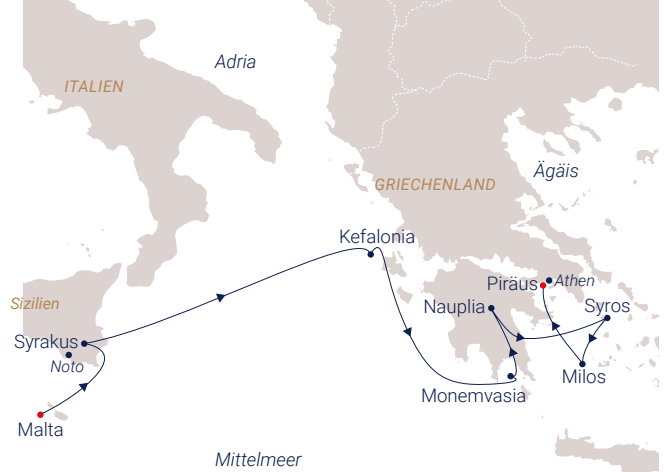 Adria
ITALIEN
Ägäis
GRIECHENLAND
Kefalonia
Piräus
Athen
Sizilien
Nauplia
Syros
Syrakus
Noto
Milos
Monemvasia
Malta
Mittelmeer